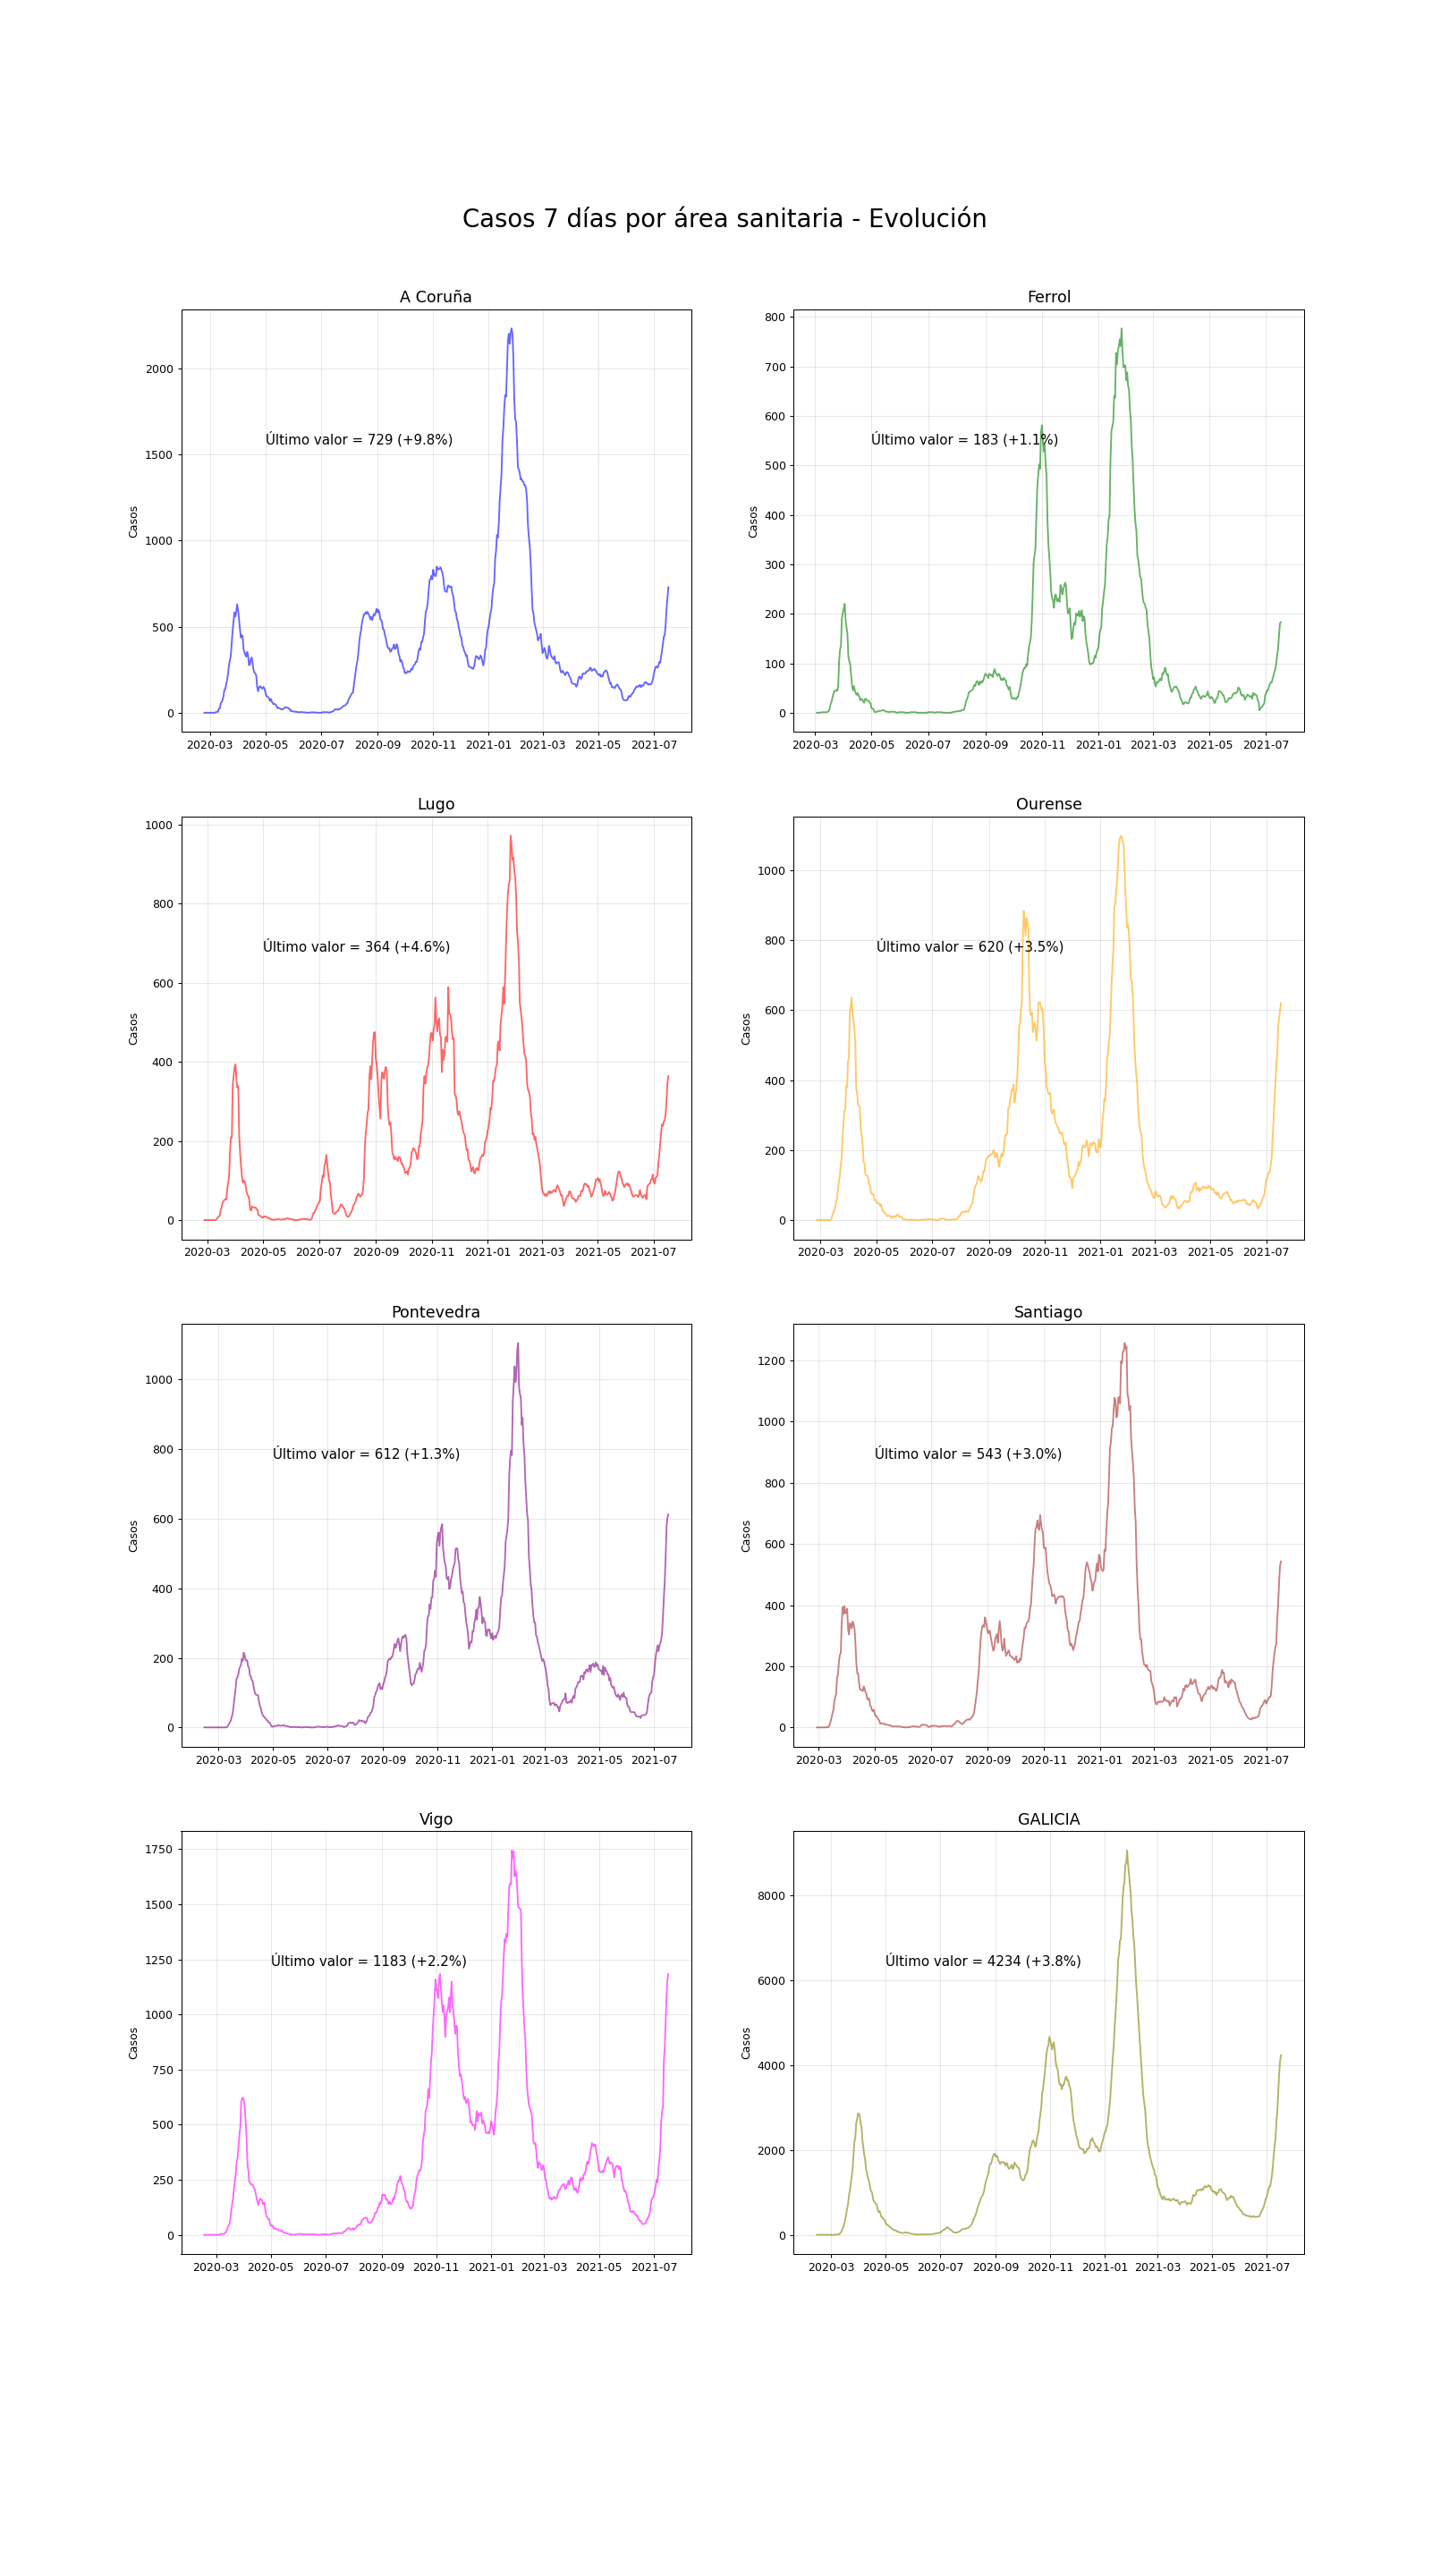 Casos 7 días por área sanitaria - Evolución
A Coruña
2000
1500
1000
500
0
Casos
Último valor = 729 (+9.8%)
2020-03 2020-05 2020-07 2020-09 2020-11 2021-01 2021-03 2021-05 2021-07
Ferrol
800
700
600
500
400
300
200
100
0
Casos
Último valor = 183 (+1.1%)
2020-03 2020-05 2020-07 2020-09 2020-11 2021-01 2021-03 2021-05 2021-07
Lugo
1000
800
600
400
200
0
Casos
Último valor = 364 (+4.6%)
2020-03 2020-05 2020-07 2020-09 2020-11 2021-01 2021-03 2021-05 2021-07
Ourense
1000
800
600
400
200
0
Casos
Último valor = 620 (+3.5%)
2020-03 2020-05 2020-07 2020-09 2020-11 2021-01 2021-03 2021-05 2021-07
Pontevedra
1000
800
600
400
200
0
Casos
Último valor = 612 (+1.3%)
2020-03 2020-05 2020-07 2020-09 2020-11 2021-01 2021-03 2021-05 2021-07
Santiago
1200
1000
800
600
400
200
0
Casos
Último valor = 543 (+3.0%)
2020-03 2020-05 2020-07 2020-09 2020-11 2021-01 2021-03 2021-05 2021-07
Vigo
1750
1500
1250
1000
750
500
250
0
Casos
Último valor = 1183 (+2.2%)
2020-03 2020-05 2020-07 2020-09 2020-11 2021-01 2021-03 2021-05 2021-07
GALICIA
8000
6000
4000
2000
0
Casos
Último valor = 4234 (+3.8%)
2020-03 2020-05 2020-07 2020-09 2020-11 2021-01 2021-03 2021-05 2021-07